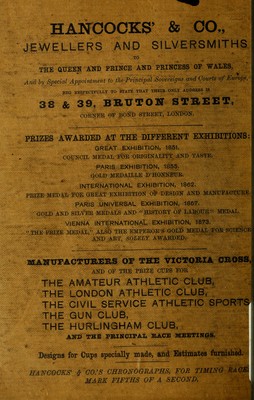 HANCOCKS' & CO.,
JEWELLERS AND SILVERSMITHS
TO
THE QUEEN AND PRINCE AND PRINCESS OF WALES,
And by Special Appointment to the Principal Sovereigns and Courts of Europe,
BEG RESPECTFULLY TO STATE THAT THEIR ONLY ADDRESS IS
38 & 39, BRUTON STREET,
CORNER OF BOND STREET, LONDON.
PRIZES AWARDED AT THE DIFFERENT EXHIBITIONS:
GREAT EXHIBITION, 1851.
COUNCIL MEDAL FOR ORIGINALITY AND TASTE.
PARIS EXHIBITION, 1855.
GOLD MEDAILLE D'HONNEUR.
INTERNATIONAL EXHIBITION, 1862.
PRIZE MEDAL FOR GREAT EXHIBITION OF DESIGN AND MANUFACTURE.
PARIS UNIVERSAL EXHIBITION, 1867.
GOLD AND SILVER MEDALS AND "HISTORY OF LABOUR" MEDAL.
VIENNA INTERNATIONAL EXHIBITION, 1873.
"THE PRIZE MEDAL," ALSO THE EMPEROR'S GOLD MEDAL FOR SCIENCE
AND ART, SOLELY AWARDED.
MANUFACTURERS OF THE VICTORIA CROSS,
AND OF THE PRIZE CUPS FOR
THE AMATEUR ATHLETIC CLUB,
THE LONDON ATHLETIC CLUB,
THE CIVIL SERVICE ATHLETIC SPORTS
THE GUN CLUB,
THE HURLINGHAM CLUB,
AND THE PRINCIPAL RACE MEETINGS.
Designs for Cups specially made, and Estimates furnished.
HANCOCKS' & CO.'S CHRONOGRAPHS, FOR TIMING RACES
MARK FIFTHS OF A SECOND.